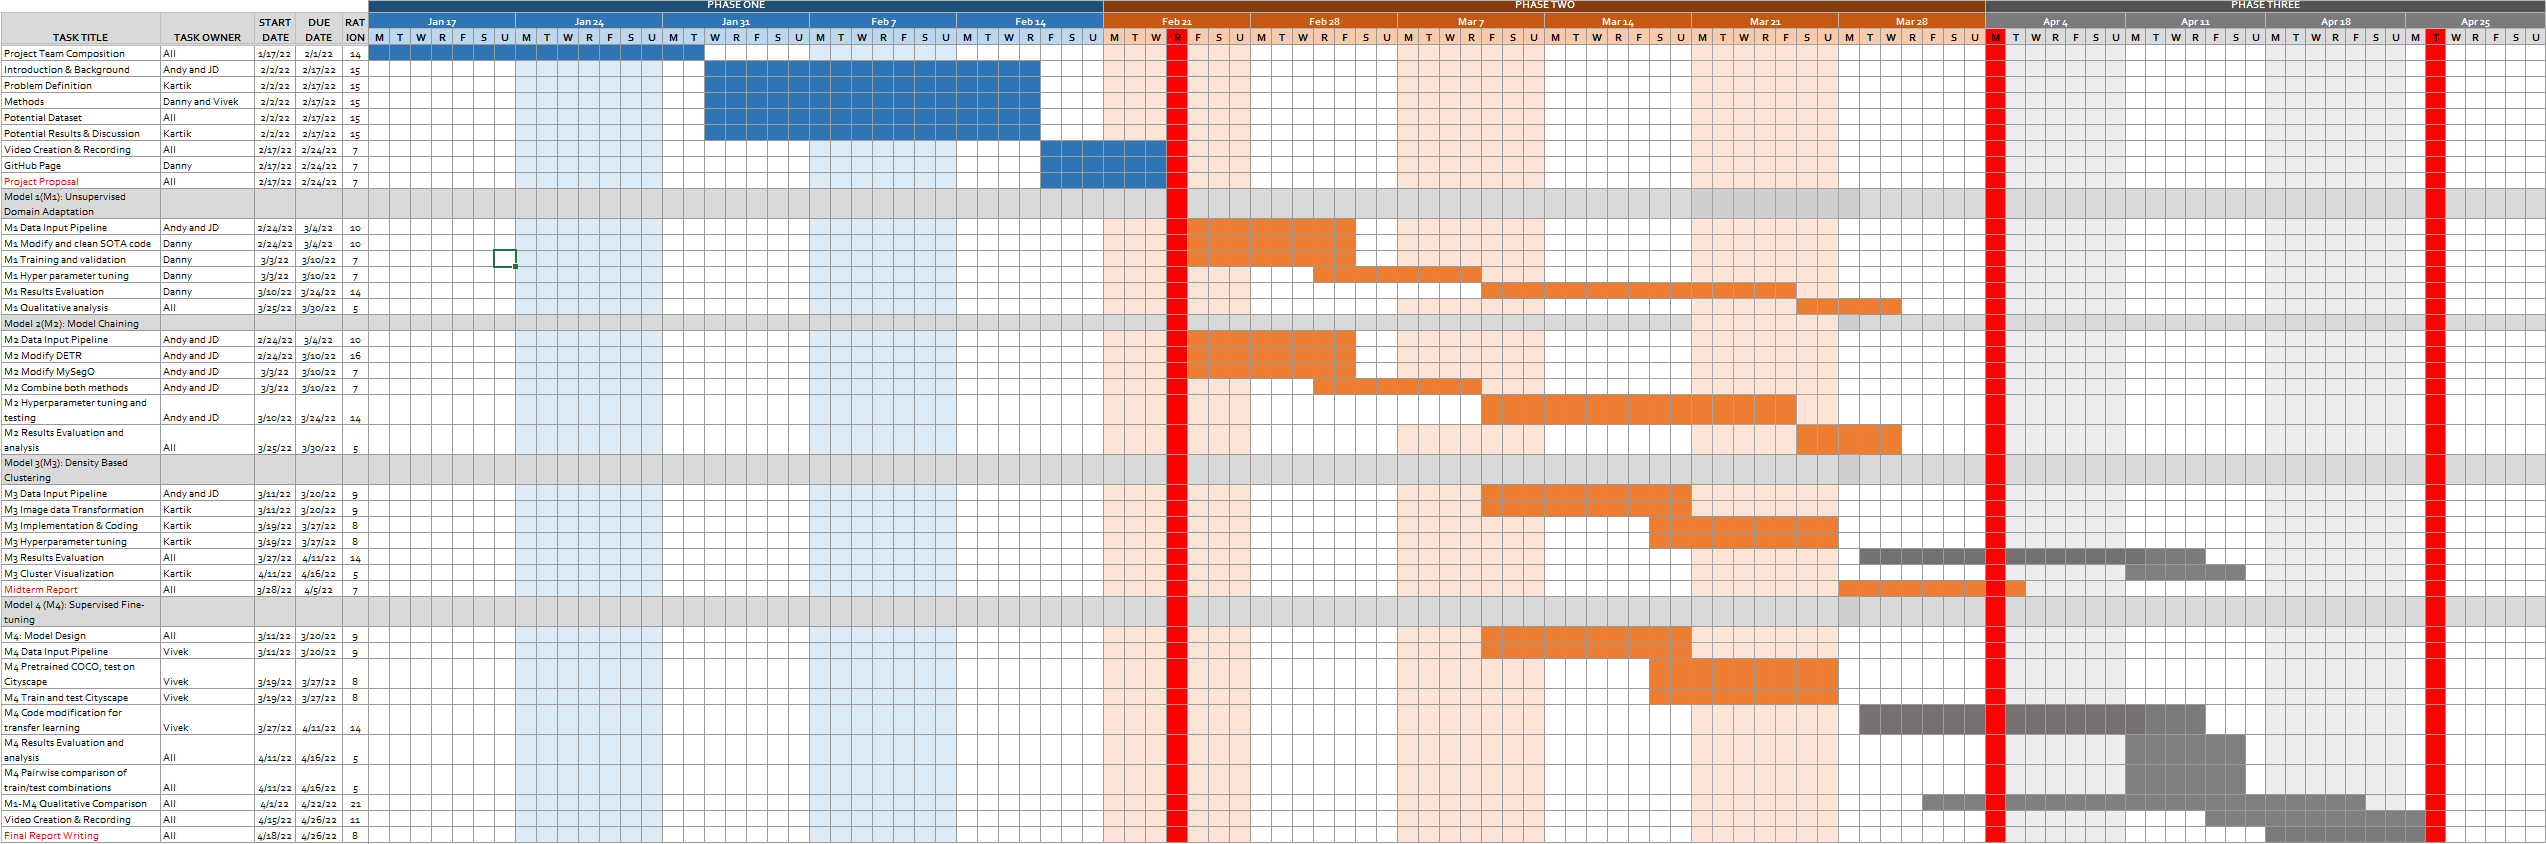 PHASE ONE PHASE TWO PHASE THREE
Jan 17 Jan 24 Jan 31 Feb 7 Feb 14 Feb 21 Feb 28 Mar 7 Mar 14 Mar 21 Mar 28 Apr 4 Apr 11 Apr 18 Apr 25
START DUE RAT
TASK TITLE TASK OWNER DATE DATE ION M T W R F S U M T W R F S U M T W R F S U M T W R F S U M T W R F S U M T W R F S U M T W R F S U M T W R F S U M T W R F S U M T W R F S U M T W R F S U M T W R F S U M T W R F S U M T W R F S U M T W R F S U
Project Team Composition All 1/17/22 2/1/22 14
Introduction & Background Andy and JD 2/2/22 2/17/22 15
Problem Definition Kartik 2/2/22 2/17/22 15
Methods Danny and Vivek 2/2/22 2/17/22 15
Potential Dataset All 2/2/22 2/17/22 15
Potential Results & Discussion Kartik 2/2/22 2/17/22 15
Video Creation & Recording All 2/17/22 2/24/22 7
GitHub Page Danny 2/17/22 2/24/22 7
Project Proposal All 2/17/22 2/24/22 7
Model 1(M1): Unsupervised
Domain Adaptation
M1 Data Input Pipeline Andy and JD 2/24/22 3/4/22 10
M1 Modify and clean SOTA code Danny 2/24/22 3/4/22 10
M1 Training and validation Danny 3/3/22 3/10/22 7
M1 Hyper parameter tuning Danny 3/3/22 3/10/22 7
M1 Results Evaluation Danny 3/10/22 3/24/22 14
M1 Qualitative analysis All 3/25/22 3/30/22 5
Model 2(M2): Model Chaining
M2 Data Input Pipeline Andy and JD 2/24/22 3/4/22 10
M2 Modify DETR Andy and JD 2/24/22 3/10/22 16
M2 Modify MySegO Andy and JD 3/3/22 3/10/22 7
M2 Combine both methods Andy and JD 3/3/22 3/10/22 7
M2 Hyperparameter tuning and
testing Andy and JD 3/10/22 3/24/22 14
M2 Results Evaluation and
analysis All 3/25/22 3/30/22 5
Model 3(M3): Density Based
Clustering
M3 Data Input Pipeline Andy and JD 3/11/22 3/20/22 9
M3 Image data Transformation Kartik 3/11/22 3/20/22 9
M3 Implementation & Coding Kartik 3/19/22 3/27/22 8
M3 Hyperparameter tuning Kartik 3/19/22 3/27/22 8
M3 Results Evaluation All 3/27/22 4/11/22 14
M3 Cluster Visualization Kartik 4/11/22 4/16/22 5
Midterm Report All 3/28/22 4/5/22 7
Model 4 (M4): Supervised Fine-
tuning
M4: Model Design All 3/11/22 3/20/22 9
M4 Data Input Pipeline Vivek 3/11/22 3/20/22 9
M4 Pretrained COCO, test on
Cityscape Vivek 3/19/22 3/27/22 8
M4 Train and test Cityscape Vivek 3/19/22 3/27/22 8
M4 Code modification for
transfer learning Vivek 3/27/22 4/11/22 14
M4 Results Evaluation and
analysis All 4/11/22 4/16/22 5
M4 Pairwise comparison of
train/test combinations All 4/11/22 4/16/22 5
M1-M4 Qualitative Comparison All 4/1/22 4/22/22 21
Video Creation & Recording All 4/15/22 4/26/22 11
Final Report Writing All 4/18/22 4/26/22 8